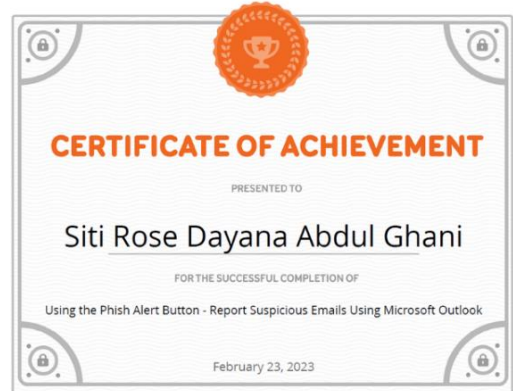 CERTIFICATE OF ACHIEVEMENT
PRESENTED TO
Siti Rose Dayana Abdul Ghani
FOR THE SUCCESSFUL COMPLETION OF
Using the Phish Alert Button - Report Suspicious Emails Using Microsoft Outlook
February 23, 2023